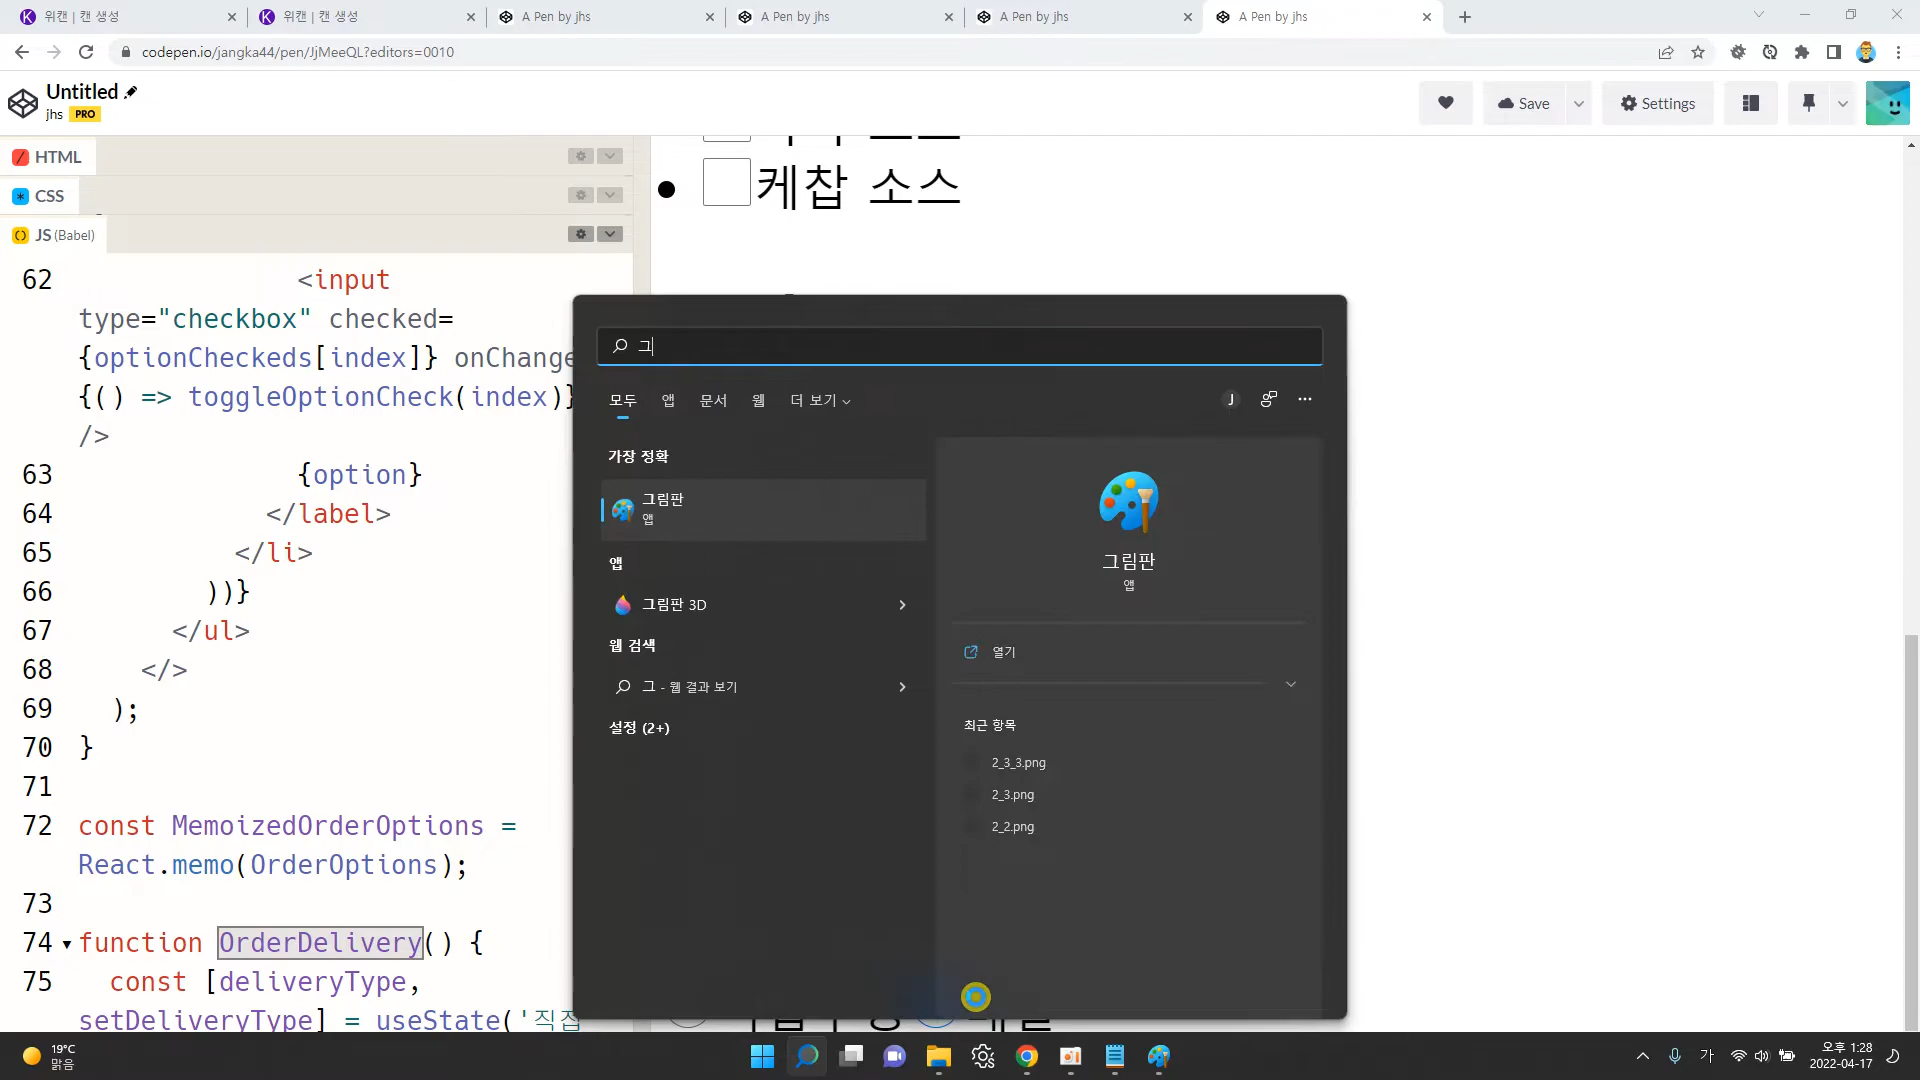 위캔 | 캔 생성
위캔 | 캔 생성
A Pen by jhs
A Pen by jhs
A Pen by jhs
A Pen by jhs
codepen.io/jangka44/pen/JjMeeQL?editors=0010
Untitled
jhs PRO
Save
Settings
HTML
CSS
JS (Babel)
62 <input
type="checkbox" checked=
{optionCheckeds[index]} onChange
{() => toggleOptionCheck(index)}
/>
63 {option}
64 </label>
65 </li>
66 ))}
67 </ul>
68 </>
69 );
70 }
71
72 const MemoizedOrderOptions =
React.memo(OrderOptions);
73
74 function OrderDelivery() {
75 const [deliveryType,
setDeliveryType] = useState('직접
케찹 소스
그
모두 앱 문서 웹 더 보기
J
가장 정확
그림판
앱
앱
그림판 3D
웹 검색
그 - 웹 결과 보기
설정 (2+)
그림판
앱
열기
최근 항목
2_3_3.png
2_3.png
2_2.png
19°C
맑음
가
오후 1:28
2022-04-17